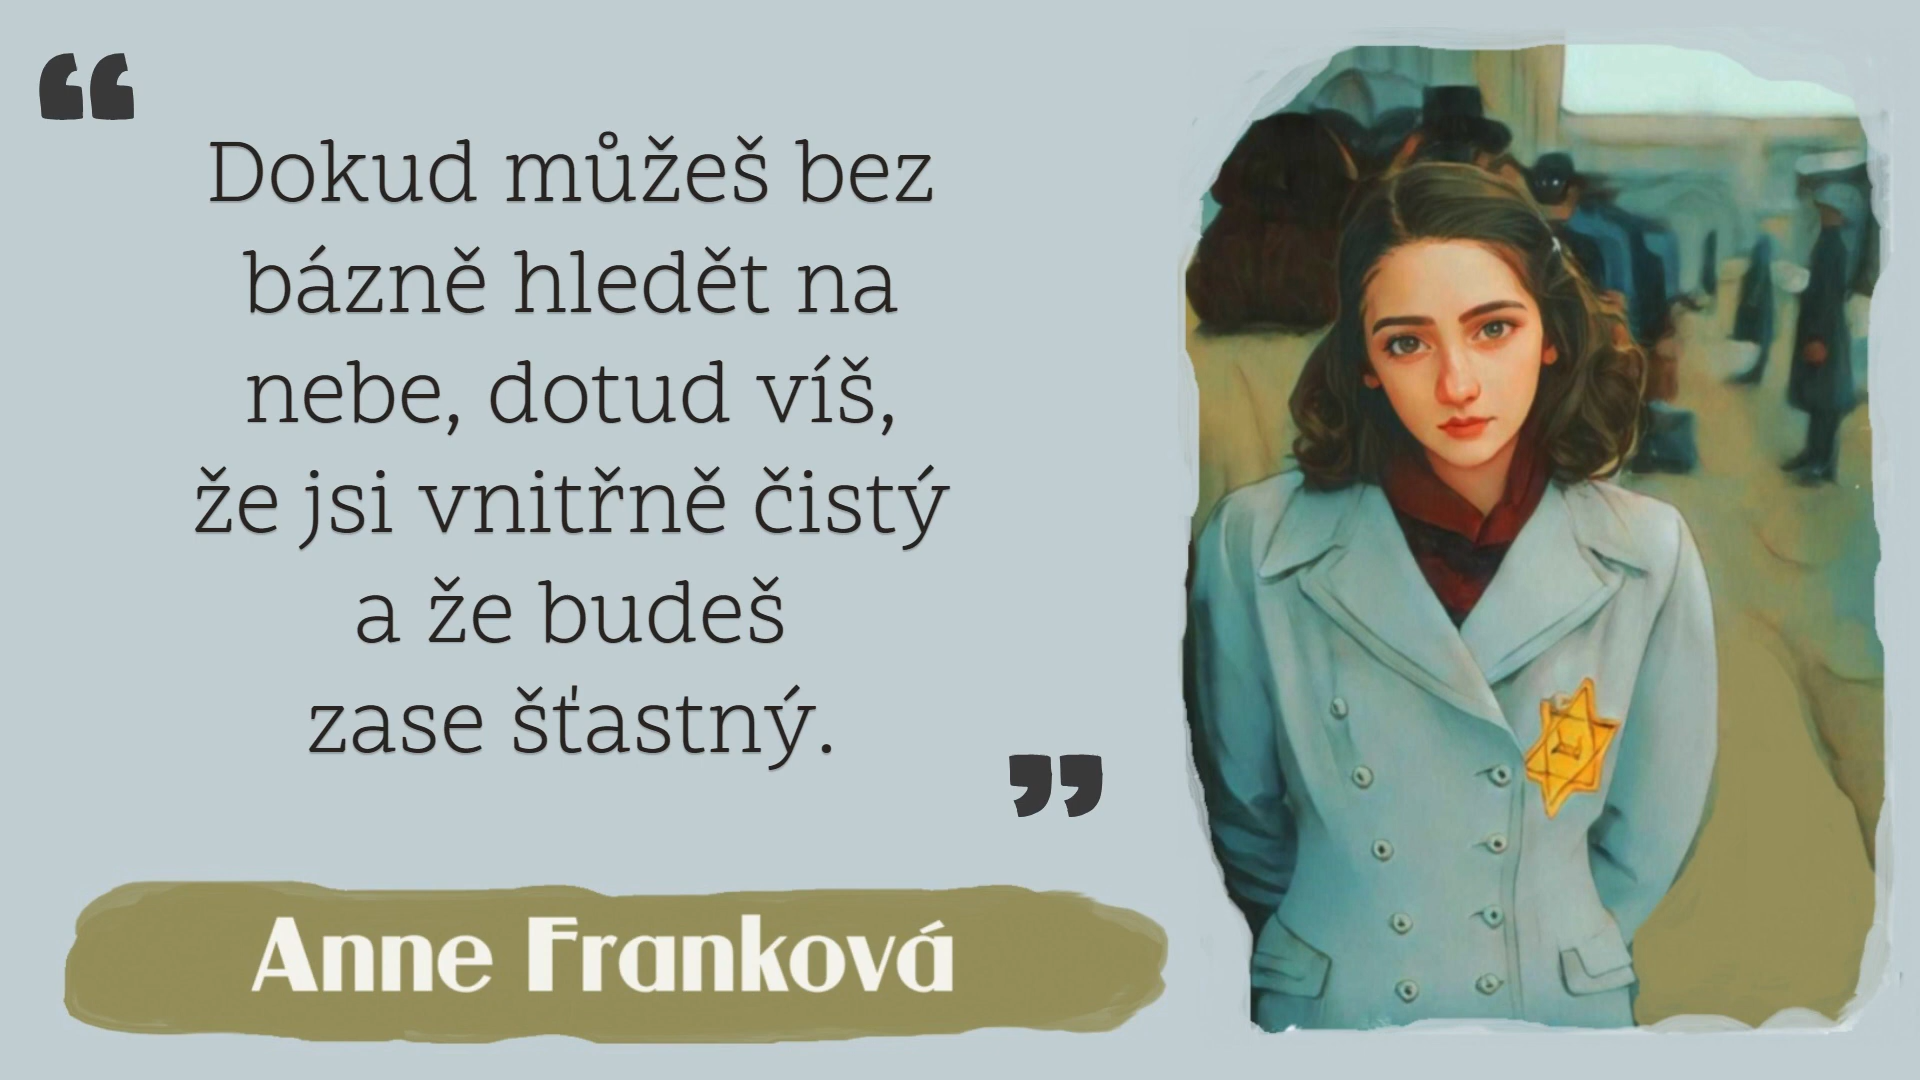 “
Dokud můžeš bez
bázně hledět na
nebe, dotud víš,
že jsi vnitřně čistý
a že budeš
zase šťastný.
”
Anne Franková